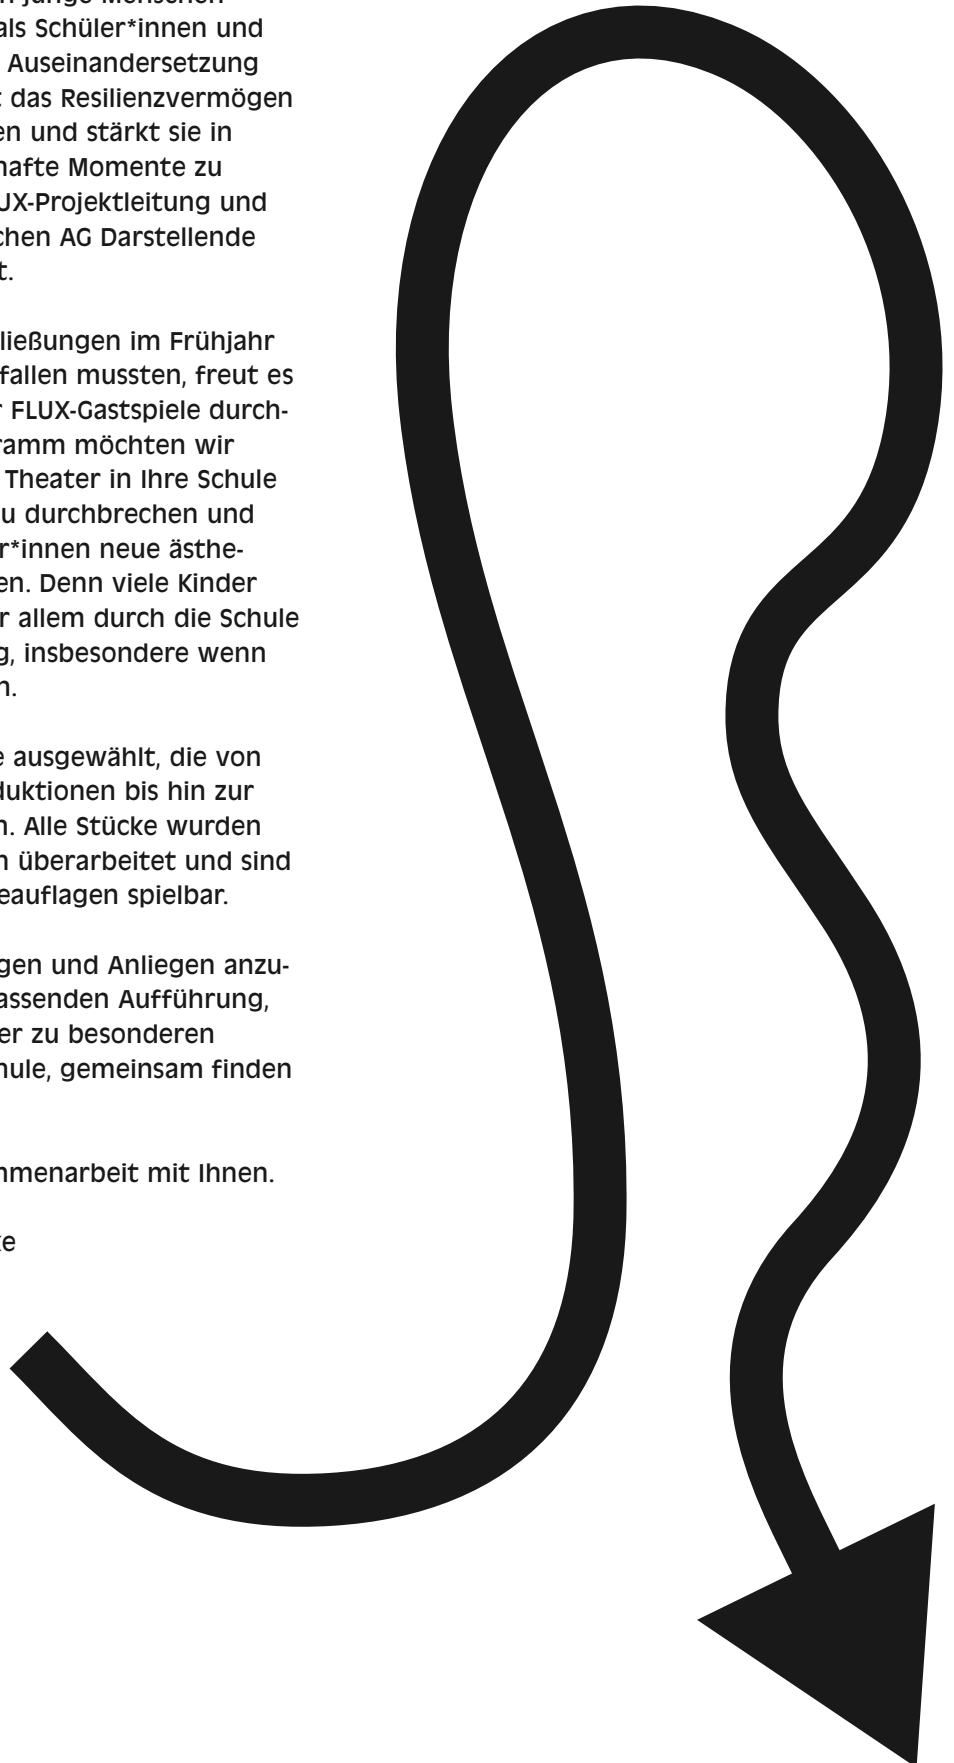 junge Menschen
als Schüler*innen und
Auseinandersetzung
das Resilienzvermögen
en und stärkt sie in
hafte Momente zu
UX-Projektleitung und
chen AG Darstellende
t.
ließungen im Frühjahr
fallen mussten, freut es
r FLUX-Gastspiele durch-
ramm möchten wir
Theater in Ihre Schule
u durchbrechen und
r*innen neue ästhe-
en. Denn viele Kinder
r allem durch die Schule
g, insbesondere wenn
n.
e ausgewählt, die von
duktionen bis hin zur
n. Alle Stücke wurden
n überarbeitet und sind
eauflagen spielbar.
gen und Anliegen anzu-
assenden Aufführung,
er zu besonderen
hule, gemeinsam finden
mmenarbeit mit Ihnen.
ke